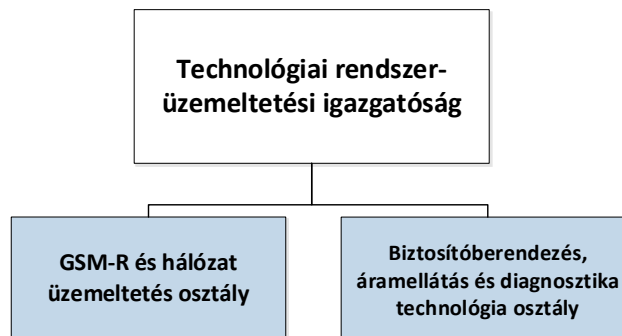 Technológiai rendszer-
üzemeltetési igazgatóság
GSM-R és hálózat
üzemeltetés osztály
Biztosítóberendezés,
áramellátás és diagnosztika
technológia osztály